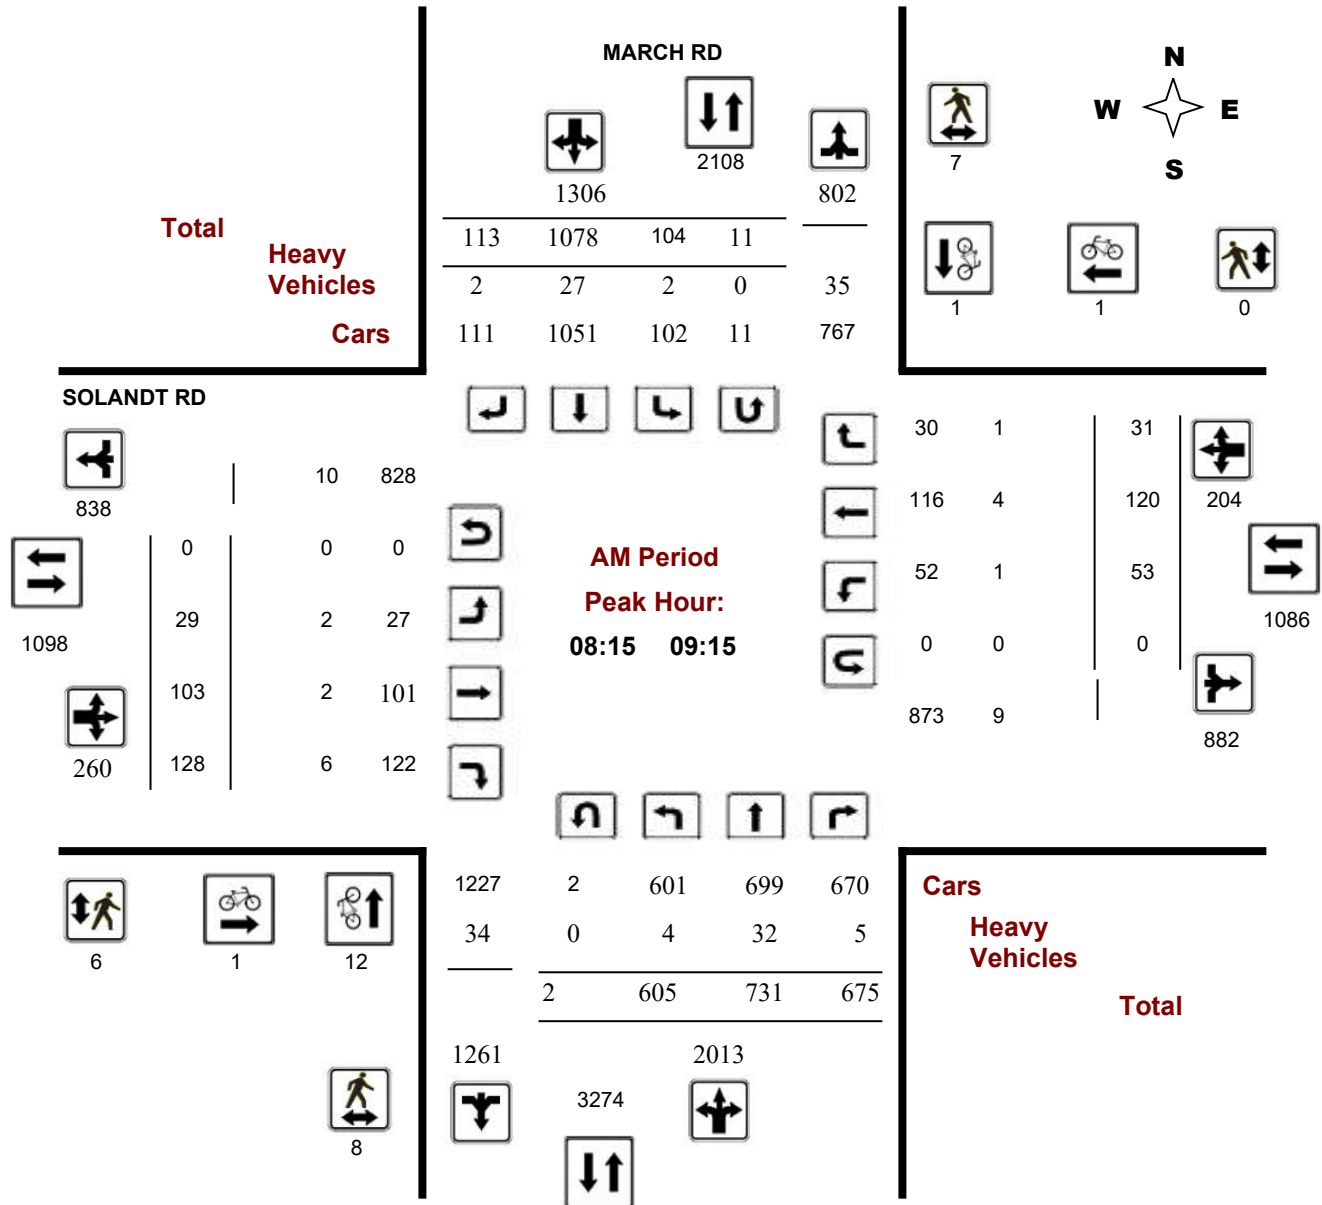 MARCH RD
N
W E
S
2108
7
1306 802
Total
113 1078 104 11
Heavy
Vehicles
2 27 2 0 35
Cars
111 1051 102 11 767
1 1 0
SOLANDT RD
30 1 31
10 828
838
116 4 120 204
0 0 0
AM Period
52 1 53
Peak Hour:
29 2 27
1098
08:15 09:15
0 0 0
1086
103 2 101
873 9
882
260 128 6 122
1227 2 601 699 670
Cars
34 0 4 32 5
Heavy
Vehicles
6 1 12
2 605 731 675
Total
1261 2013
3274
8